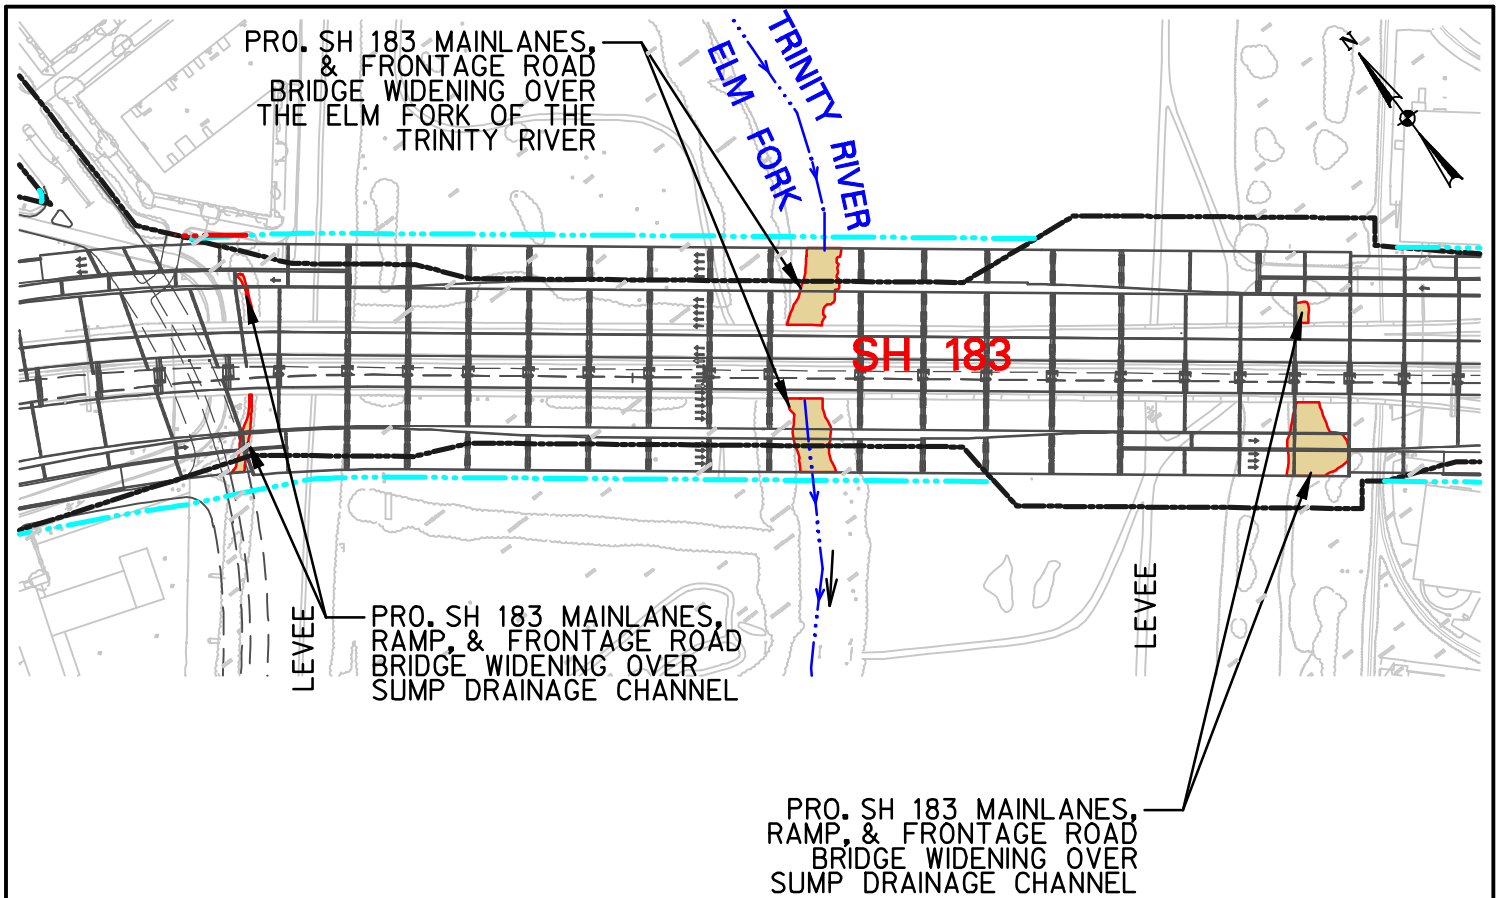 PRO. SH 183 MAINLANES,
& FRONTAGE ROAD
BRIDGE WIDENING OVER
THE ELM FORK OF THE
TRINITY RIVER
TRINITY RIVER
ELM FORK
N
SH 183
LEVEE
PRO. SH 183 MAINLANES,
RAMP, & FRONTAGE ROAD
BRIDGE WIDENING OVER
SUMP DRAINAGE CHANNEL
LEVEE
PRO. SH 183 MAINLANES,
RAMP, & FRONTAGE ROAD
BRIDGE WIDENING OVER
SUMP DRAINAGE CHANNEL